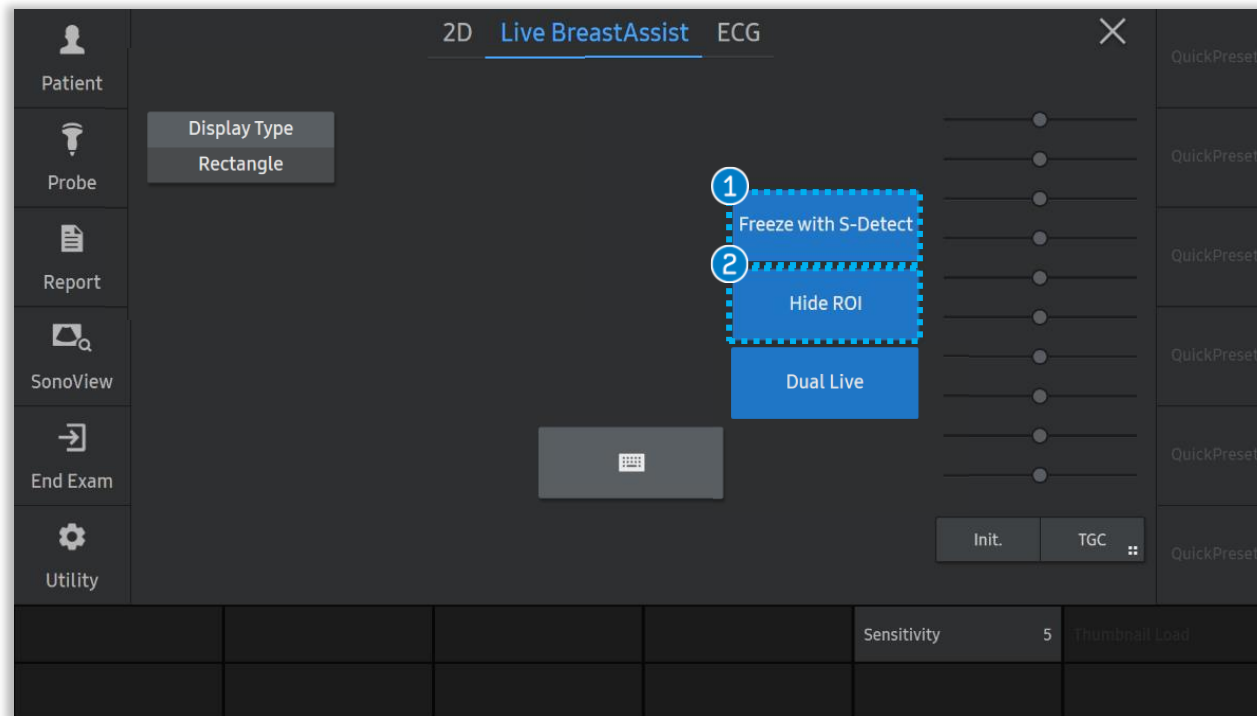 2D Live BreastAssist ECG
Patient
Probe
Report
SonoView
End Exam
Utility
Display Type
Rectangle
1
Freeze with S-Detect
2
Hide ROI
Dual Live
Init. TGC
QuickPreset
QuickPreset
QuickPreset
QuickPreset
QuickPreset
QuickPreset
Sensitivity 5 Thumbnail Load